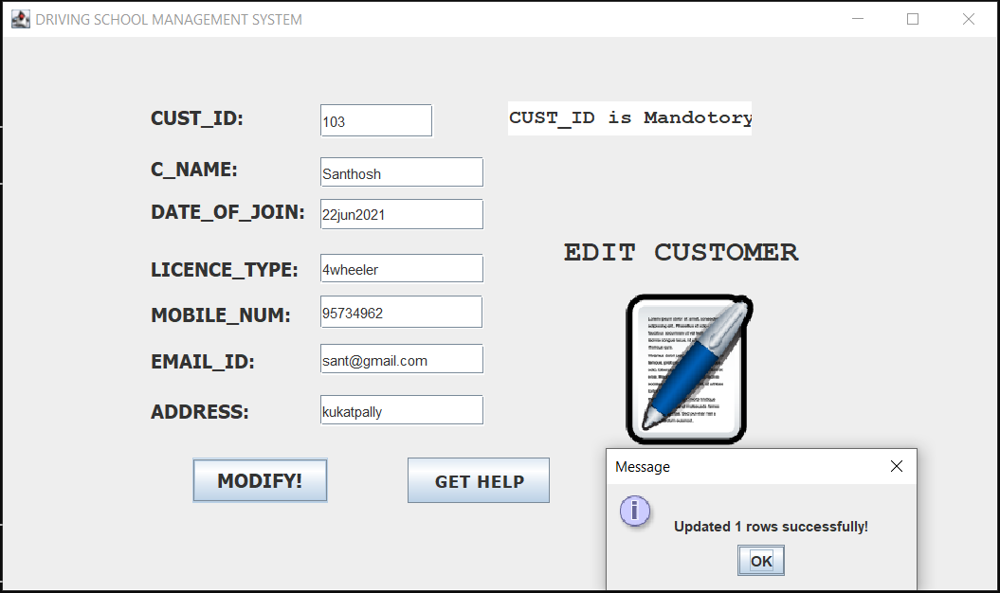 DRIVING SCHOOL MANAGEMENT SYSTEM
CUST_ID: 103 CUST_ID is Mandotory
C_NAME: Santhosh
DATE_OF_JOIN: 22jun2021
EDIT CUSTOMER
LICENCE_TYPE: 4wheeler
MOBILE_NUM: 95734962
EMAIL_ID: sant@gmail.com
ADDRESS: kukatpally
MODIFY! GET HELP
Message
Updated 1 rows successfully!
OK